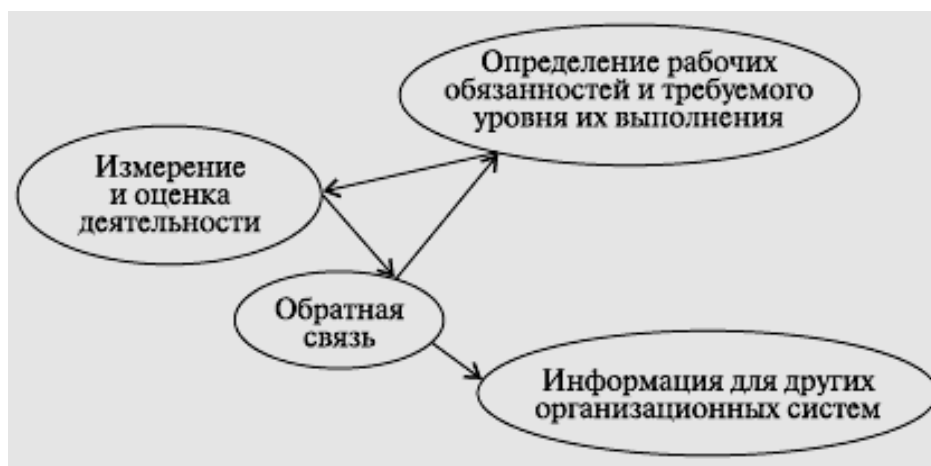 Определение рабочих
обязанностей и требуемого
уровня их выполнения
Измерение
и оценка
деятельности
Обратная
связь
Информация для других
организационных систем